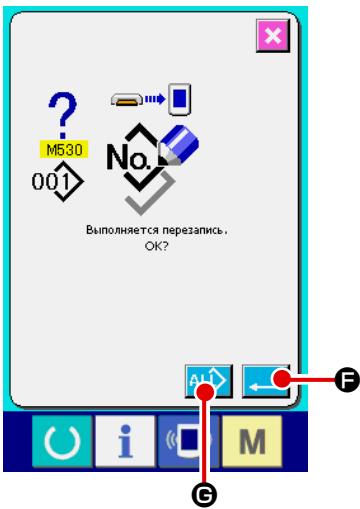 M530
No.
001
Выполняется перезапись.
OK?
ALL
F
i
M
G